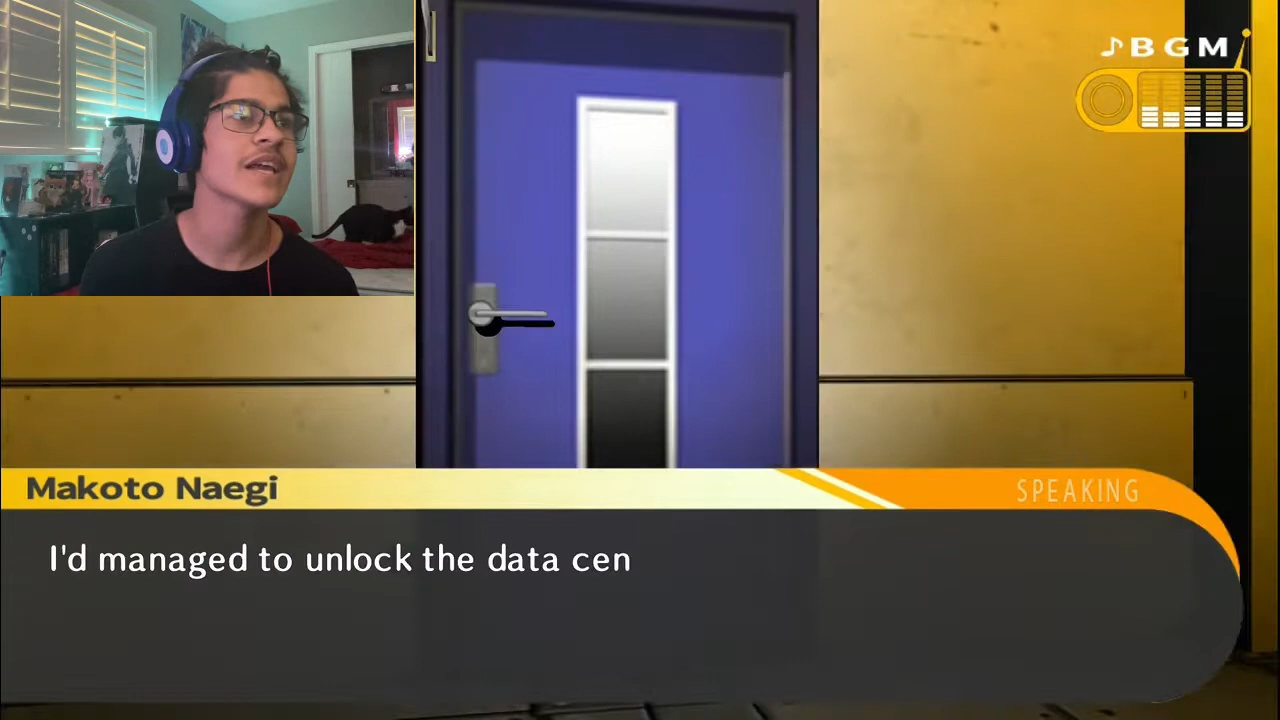 ♪BGM
Makoto Naegi
SPEAKING
I'd managed to unlock the data cen